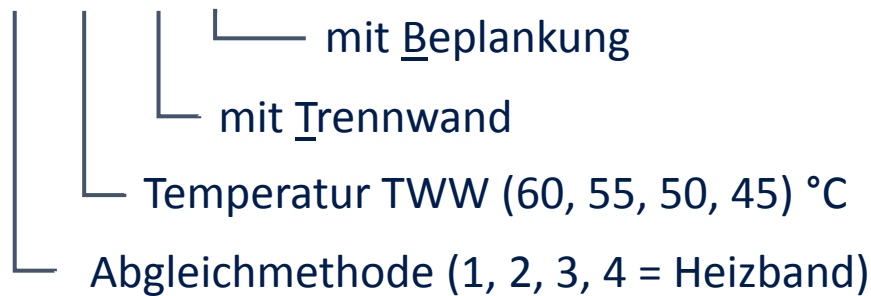 mit Beplankung
mit Trennwand
Temperatur TWW (60, 55, 50, 45) °C
Abgleichmethode (1, 2, 3, 4 = Heizband)